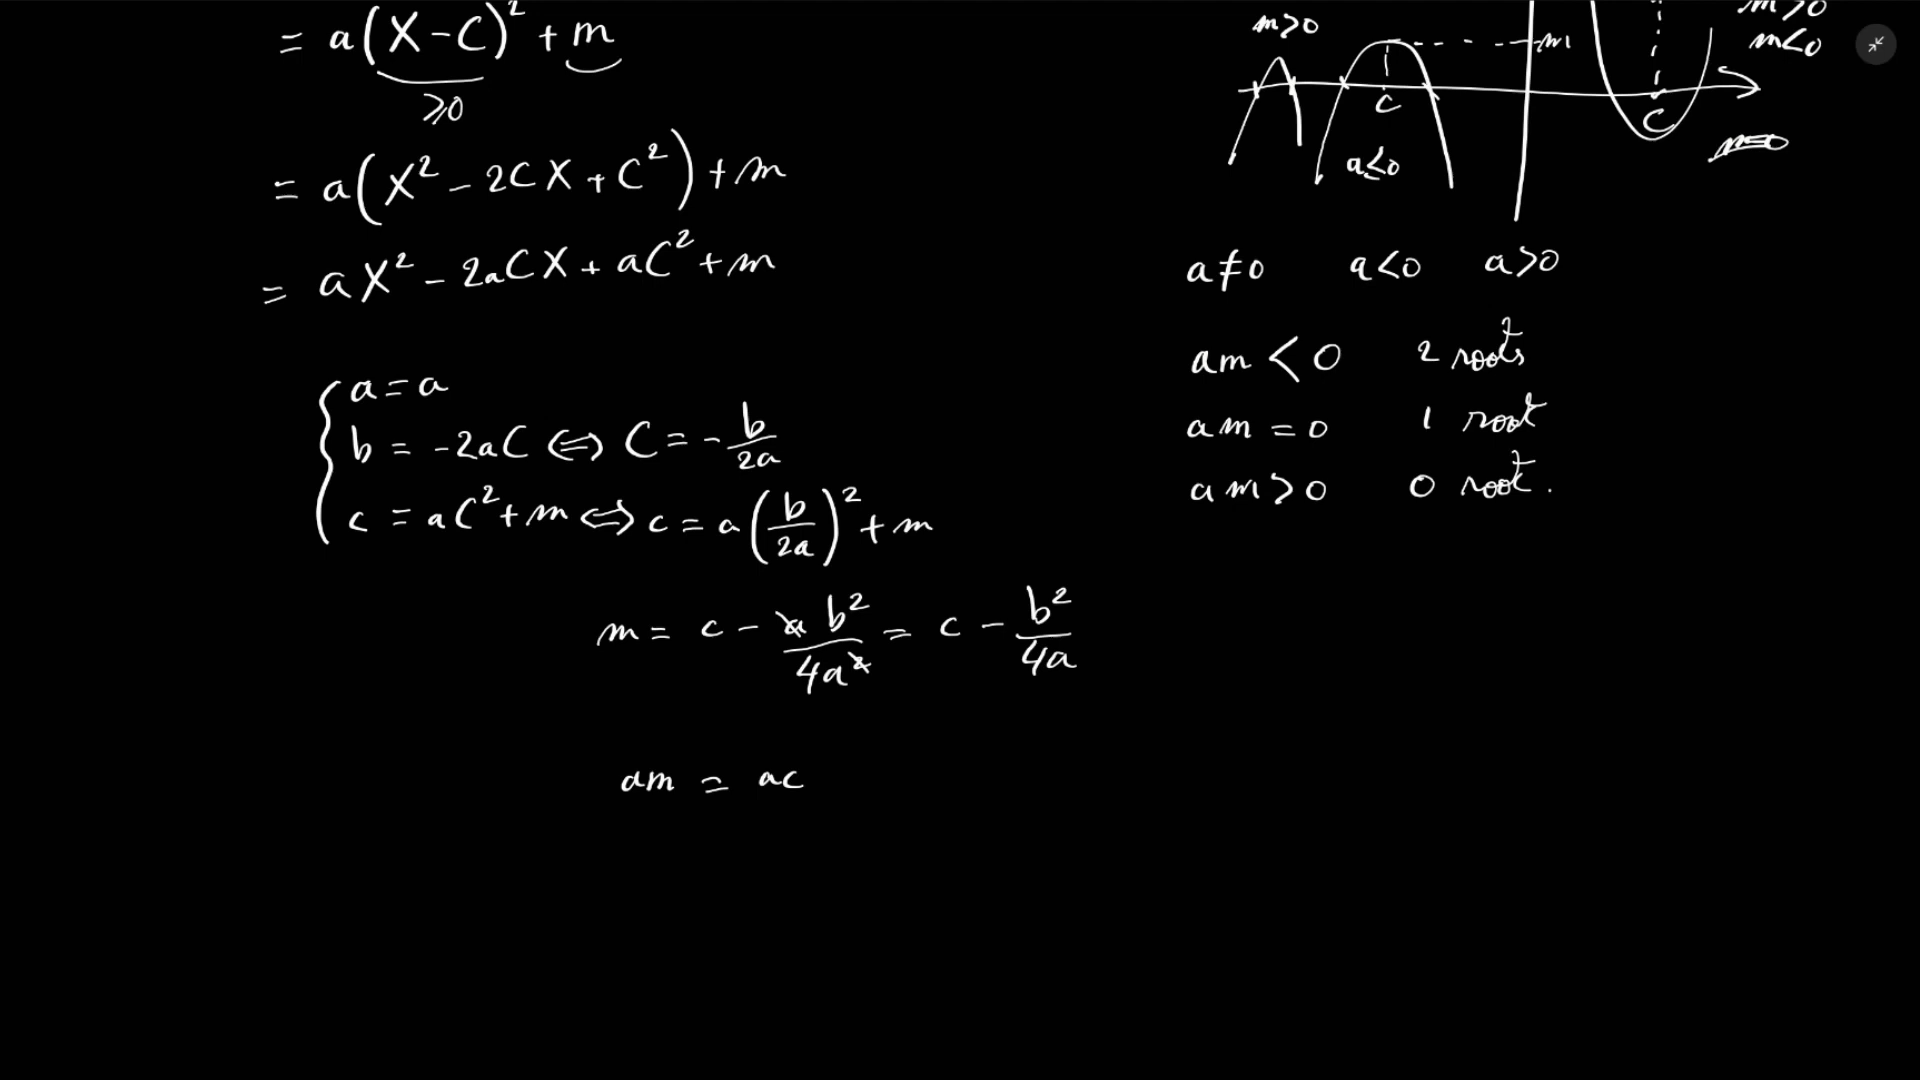 = a(X-C)² + m
≥0
= a(X² - 2CX + C²) + m
= aX² - 2aCX + aC² + m
a = a
b = -2aC ⇔ C = - b/2a
c = aC² + m ⇔ c = a(b/2a)² + m
m = c - a b²/4a² = c - b²/4a
am = ac
m>0
m
C
a<0
m>0
m<0
C
a≠0 a<0 a>0
am < 0 2 roots
am = 0 1 root
am > 0 0 root.